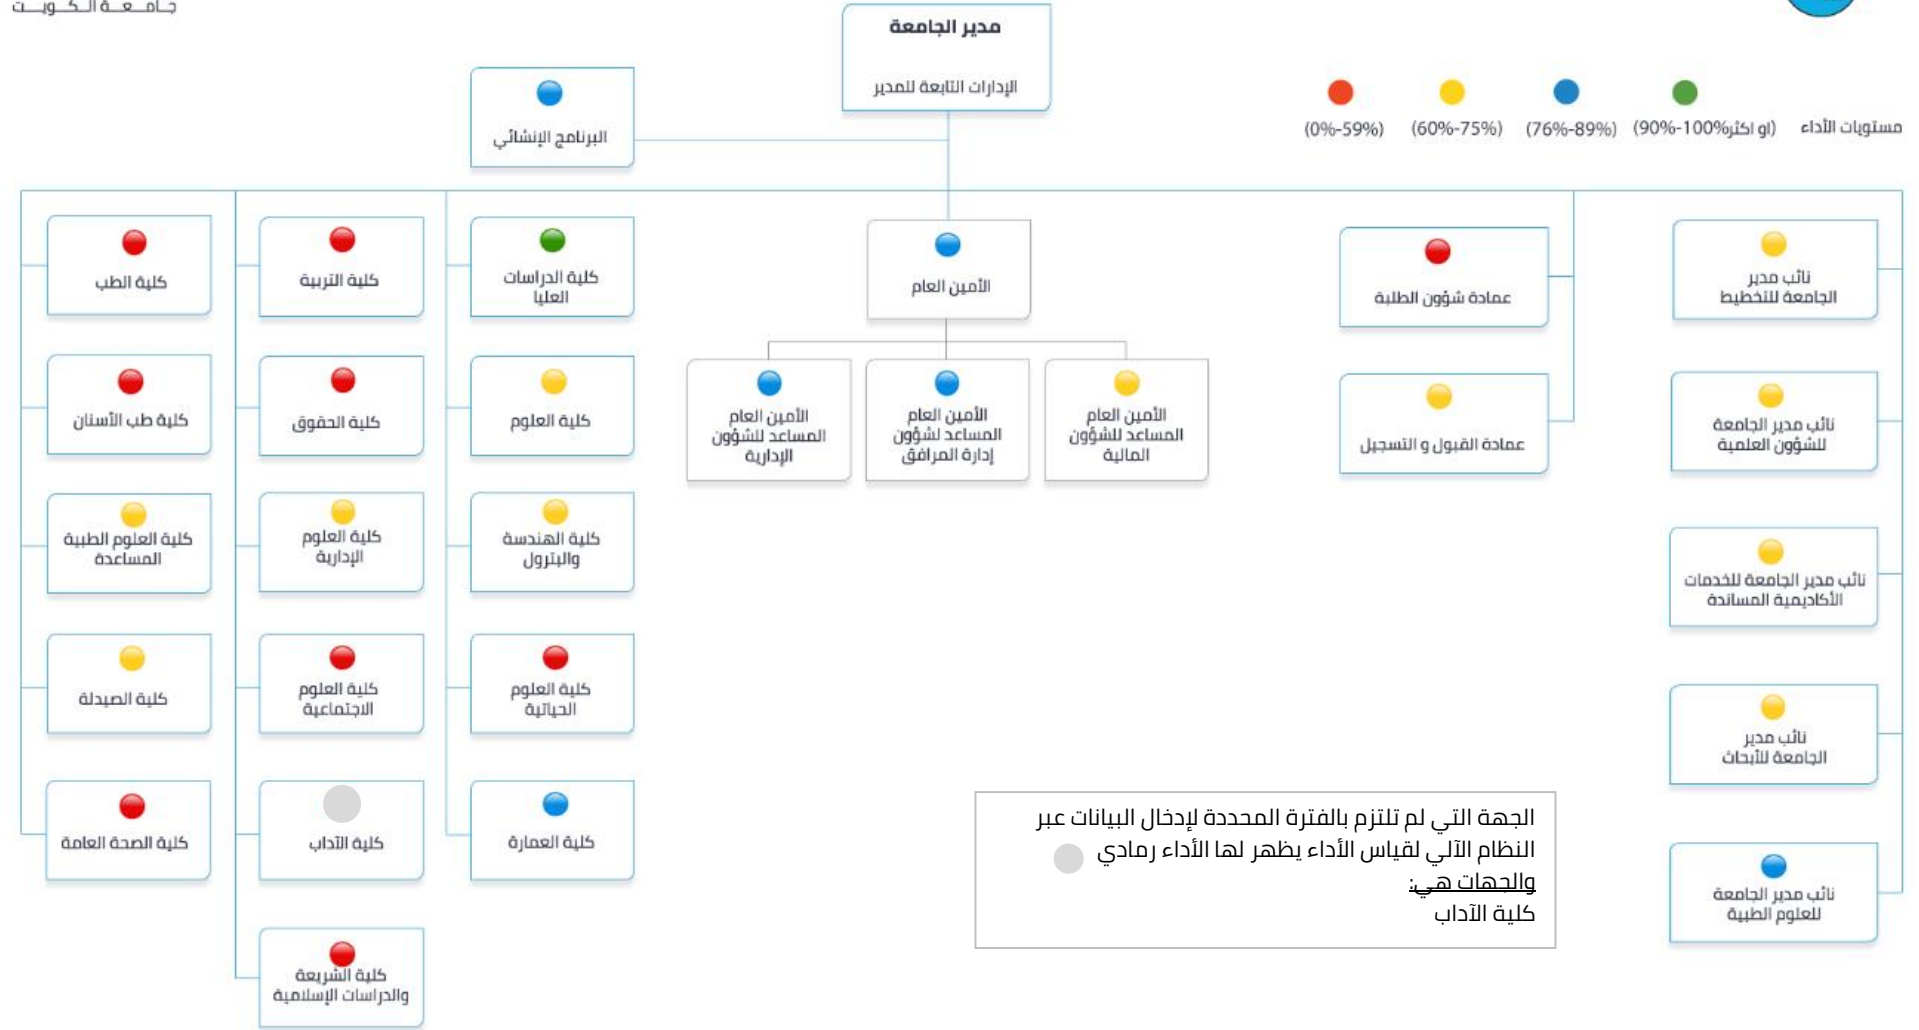 جـامـعـة الـكـويـت
مدير الجامعة
الإدارات التابعة للمدير
البرنامج الإنشائي
مستويات الأداء
(او اكثر90%-100%)
(76%-89%)
(60%-75%)
(0%-59%)
نائب مدير
الجامعة للتخطيط
نائب مدير الجامعة
للشؤون العلمية
نائب مدير الجامعة للخدمات
الأكاديمية المساندة
نائب مدير
الجامعة للأبحاث
نائب مدير الجامعة
للعلوم الطبية
عمادة شؤون الطلبة
عمادة القبول و التسجيل
الأمين العام
الأمين العام
المساعد للشؤون
المالية
الأمين العام
المساعد لشؤون
إدارة المرافق
الأمين العام
المساعد للشؤون
الإدارية
كلية الدراسات
العليا
كلية العلوم
كلية الهندسة
والبترول
كلية العلوم
الحياتية
كلية العمارة
كلية التربية
كلية الحقوق
كلية العلوم
الإدارية
كلية العلوم
الاجتماعية
كلية الآداب
كلية الشريعة
والدراسات الإسلامية
كلية الطب
كلية طب الأسنان
كلية العلوم الطبية
المساعدة
كلية الصيدلة
كلية الصحة العامة
الجهة التي لم تلتزم بالفترة المحددة لإدخال البيانات عبر
النظام الآلي لقياس الأداء يظهر لها الأداء رمادي
والجهات هي:
كلية الآداب